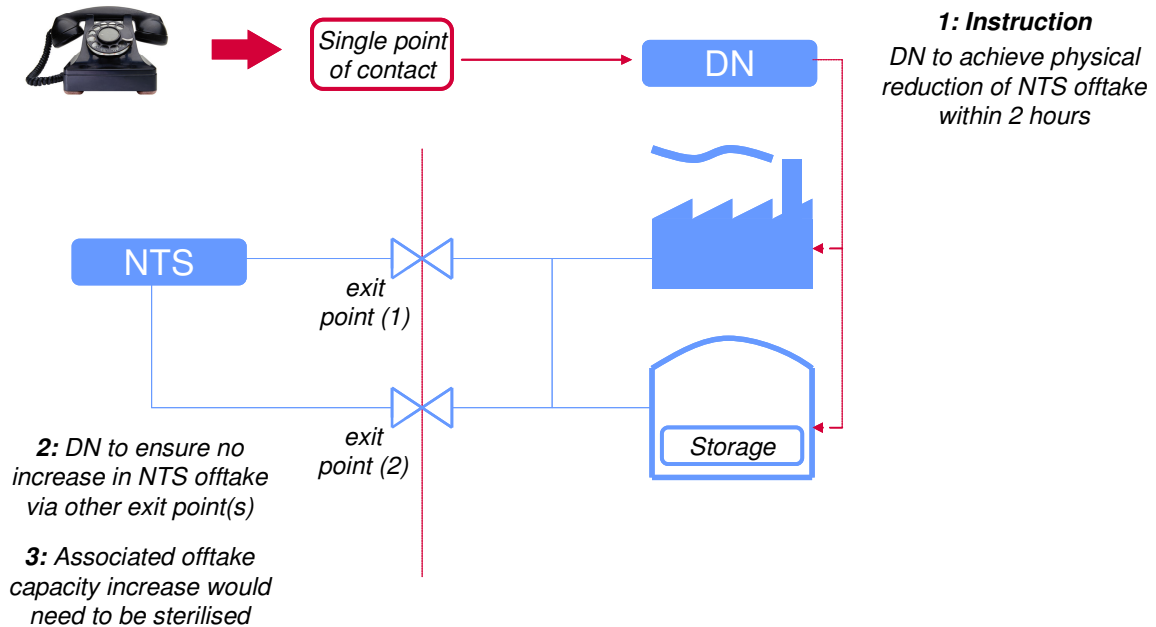 Single point
of contact
DN
1: Instruction
DN to achieve physical
reduction of NTS offtake
within 2 hours
NTS
exit
point (1)
exit
point (2)
Storage
2: DN to ensure no
increase in NTS offtake
via other exit point(s)
3: Associated offtake
capacity increase would
need to be sterilised